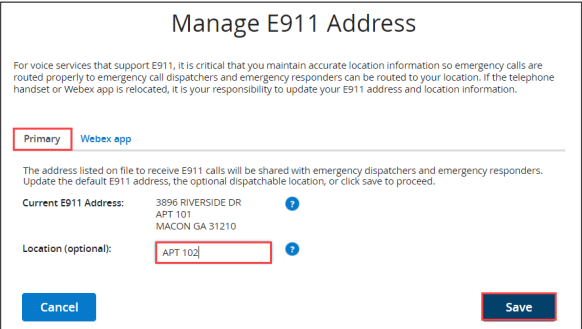 Manage E911 Address
For voice services that support E911, it is critical that you maintain accurate location information so emergency calls are
routed properly to emergency call dispatchers and emergency responders can be routed to your location. If the telephone
handset or Webex app is relocated, it is your responsibility to update your E911 address and location information.
Primary Webex app
The address listed on file to receive E911 calls will be shared with emergency dispatchers and emergency responders.
Update the default E911 address, the optional dispatchable location, or click save to proceed.
Current E911 Address: 3896 RIVERSIDE DR ?
APT 101
MACON GA 31210
Location (optional): APT 102 ?
Cancel Save